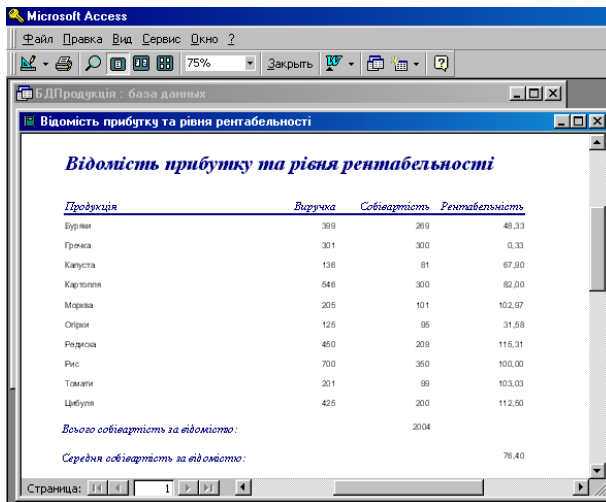 Microsoft Access
Файл Правка Вид Сервис Окно ?
75% Закрыть
БДПродукція : база данных
Відомість прибутку та рівня рентабельності
Відомість прибутку та рівня рентабельності
Продукція Виручка Собівартість Рентабельність
Буряки 399 269 48,33
Гречка 301 300 0,33
Капуста 136 81 67,90
Картопля 546 300 82,00
Морква 205 101 102,97
Огірки 125 95 31,58
Редиска 450 209 115,31
Рис 700 350 100,00
Томати 201 99 103,03
Цибуля 425 200 112,50
Всього собівартість за відомістю: 2004
Середня собівартість за відомістю: 76,40
Страница: 1